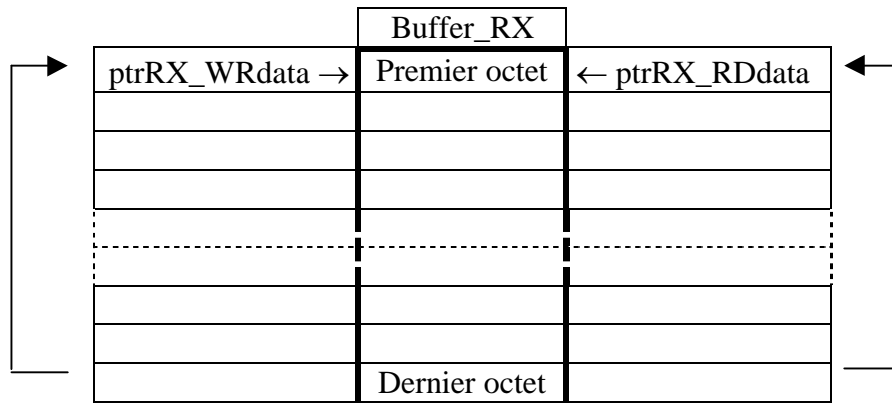 Buffer_RX
ptrRX_WRdata → Premier octet ← ptrRX_RDdata
Dernier octet